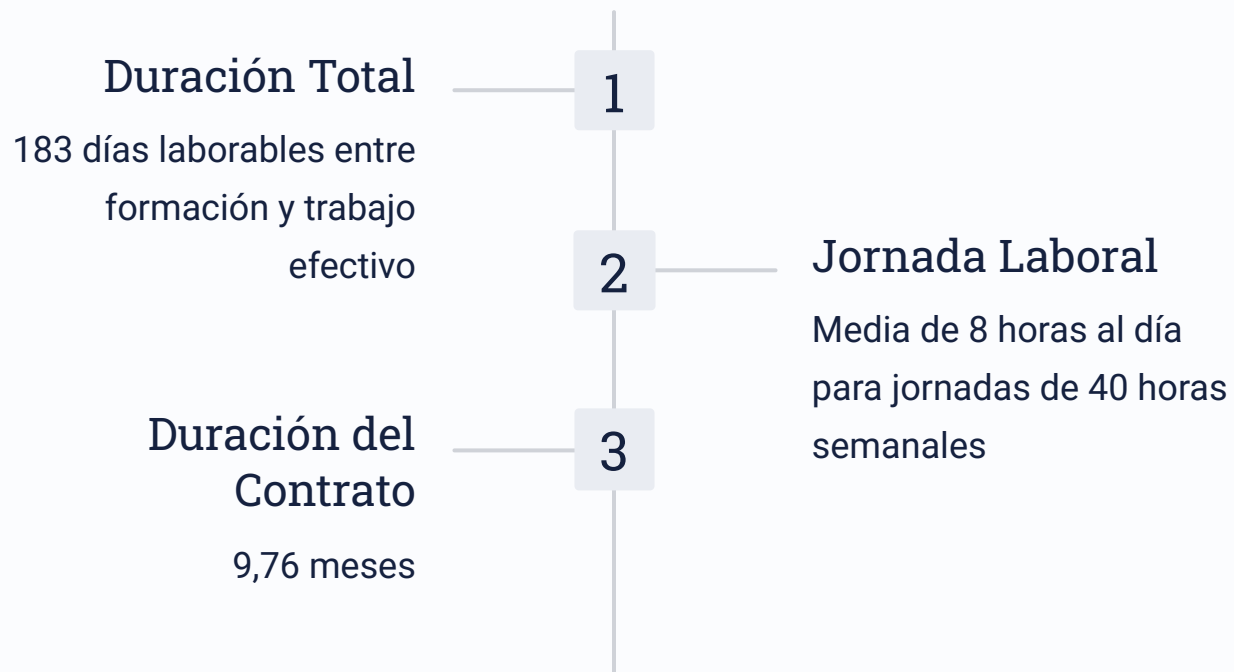 Duración Total
183 días laborables entre
formación y trabajo
efectivo
1
2
Jornada Laboral
Media de 8 horas al día
para jornadas de 40 horas
semanales
Duración del
Contrato
9,76 meses
3